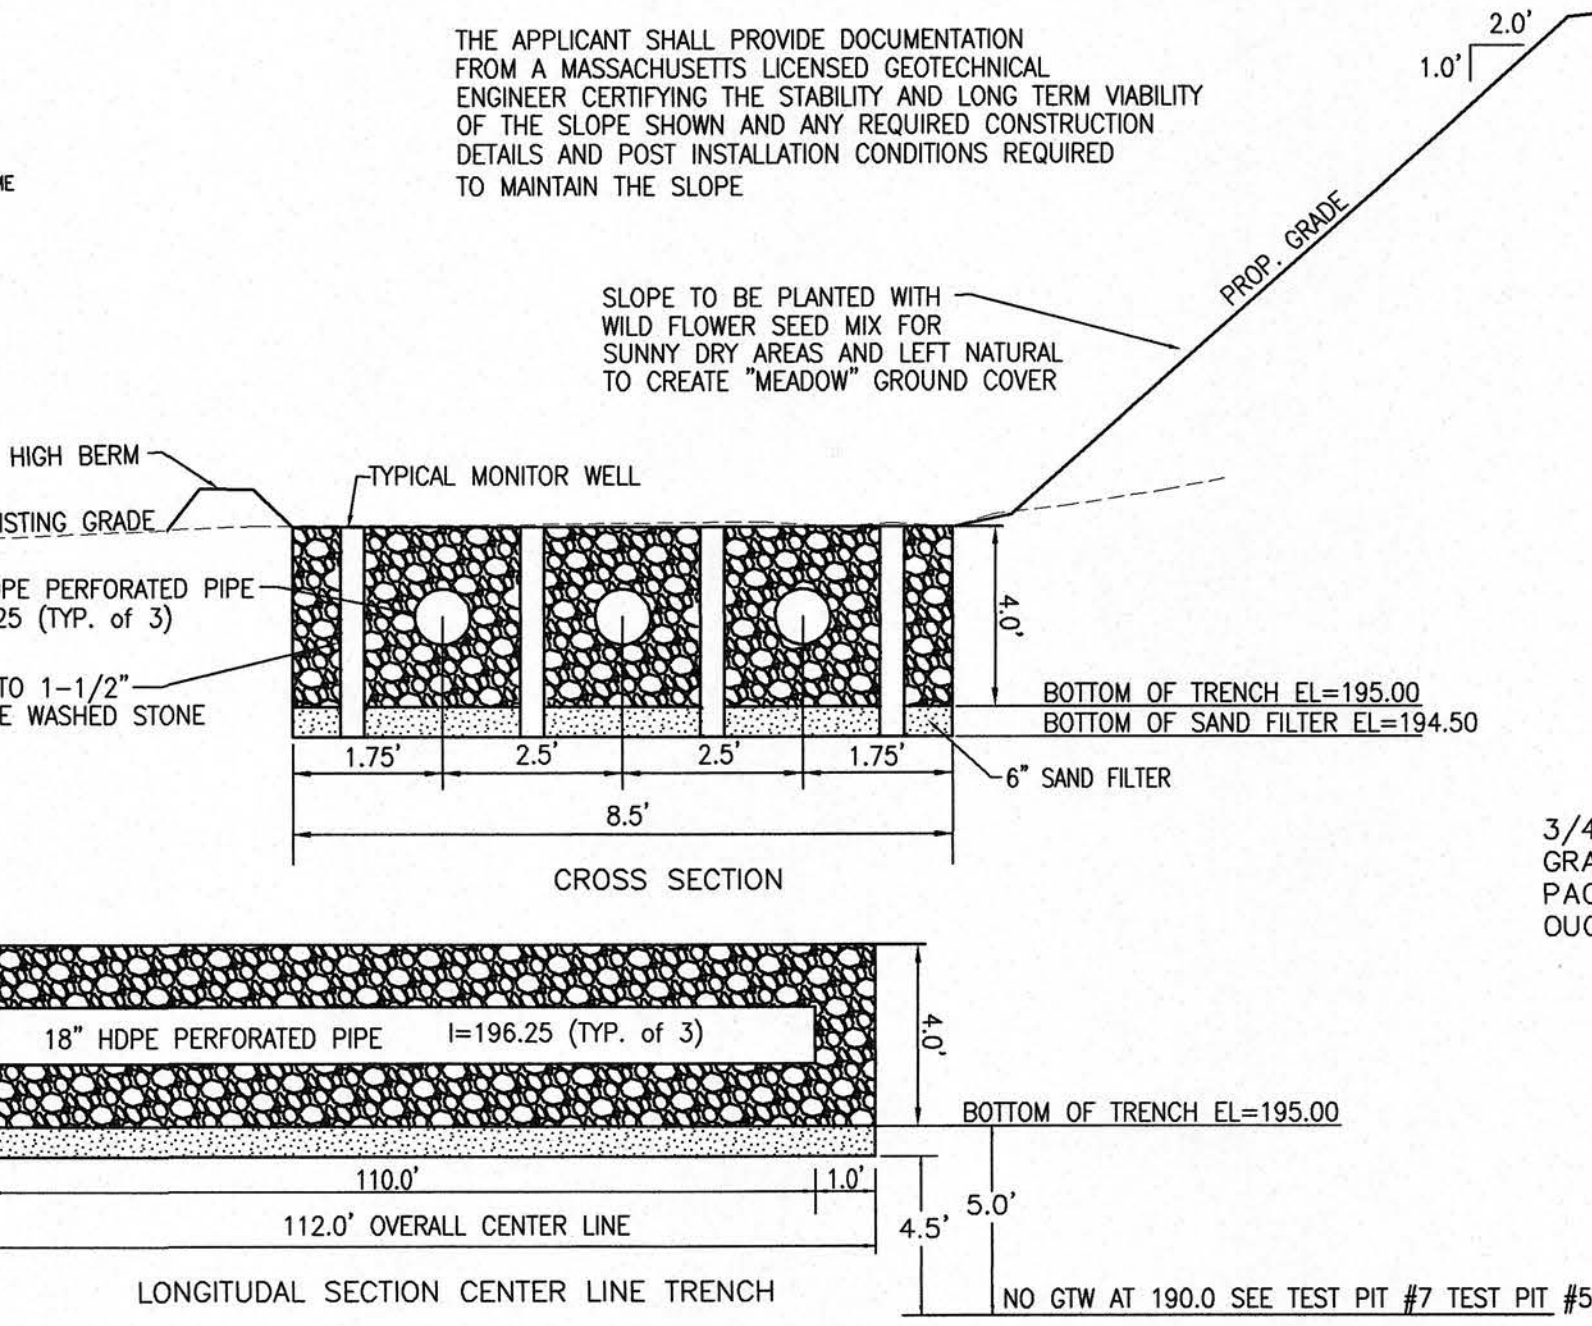 THE APPLICANT SHALL PROVIDE DOCUMENTATION
FROM A MASSACHUSETTS LICENSED GEOTECHNICAL
ENGINEER CERTIFYING THE STABILITY AND LONG TERM VIABILITY
OF THE SLOPE SHOWN AND ANY REQUIRED CONSTRUCTION
DETAILS AND POST INSTALLATION CONDITIONS REQUIRED
TO MAINTAIN THE SLOPE
2.0'
1.0'
PROP. GRADE
SLOPE TO BE PLANTED WITH
WILD FLOWER SEED MIX FOR
SUNNY DRY AREAS AND LEFT NATURAL
TO CREATE "MEADOW" GROUND COVER
HIGH BERM
TYPICAL MONITOR WELL
ISTING GRADE
PE PERFORATED PIPE
25 (TYP. of 3)
TO 1-1/2"
E WASHED STONE
4.0'
BOTTOM OF TRENCH EL=195.00
BOTTOM OF SAND FILTER EL=194.50
1.75' 2.5' 2.5' 1.75'
6" SAND FILTER
8.5'
CROSS SECTION
3/4
GRA
PAC
OUC
18" HDPE PERFORATED PIPE I=196.25 (TYP. of 3)
4.0'
BOTTOM OF TRENCH EL=195.00
110.0' 1.0'
112.0' OVERALL CENTER LINE
4.5' 5.0'
LONGITUDAL SECTION CENTER LINE TRENCH
NO GTW AT 190.0 SEE TEST PIT #7 TEST PIT #5